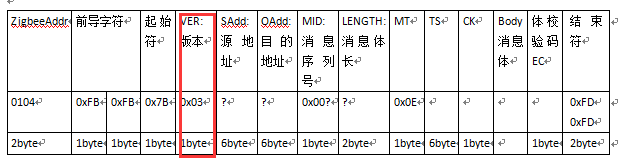 ZigbeeAddr 前导字符 起始符 VER:版本 SAdd:源地址 OAdd:目的地址 MID:消息序列号 LENGTH:消息体长 MT TS CK Body消息体 体校验码EC 结束符
0104 0xFB 0xFB 0x7B 0x03 ? ? 0x00? ? 0x0E 0xFD 0xFD
2byte 1byte 1byte 1byte 1byte 6byte 6byte 1byte 2byte 1byte 6byte 1byte 1byte 2byte